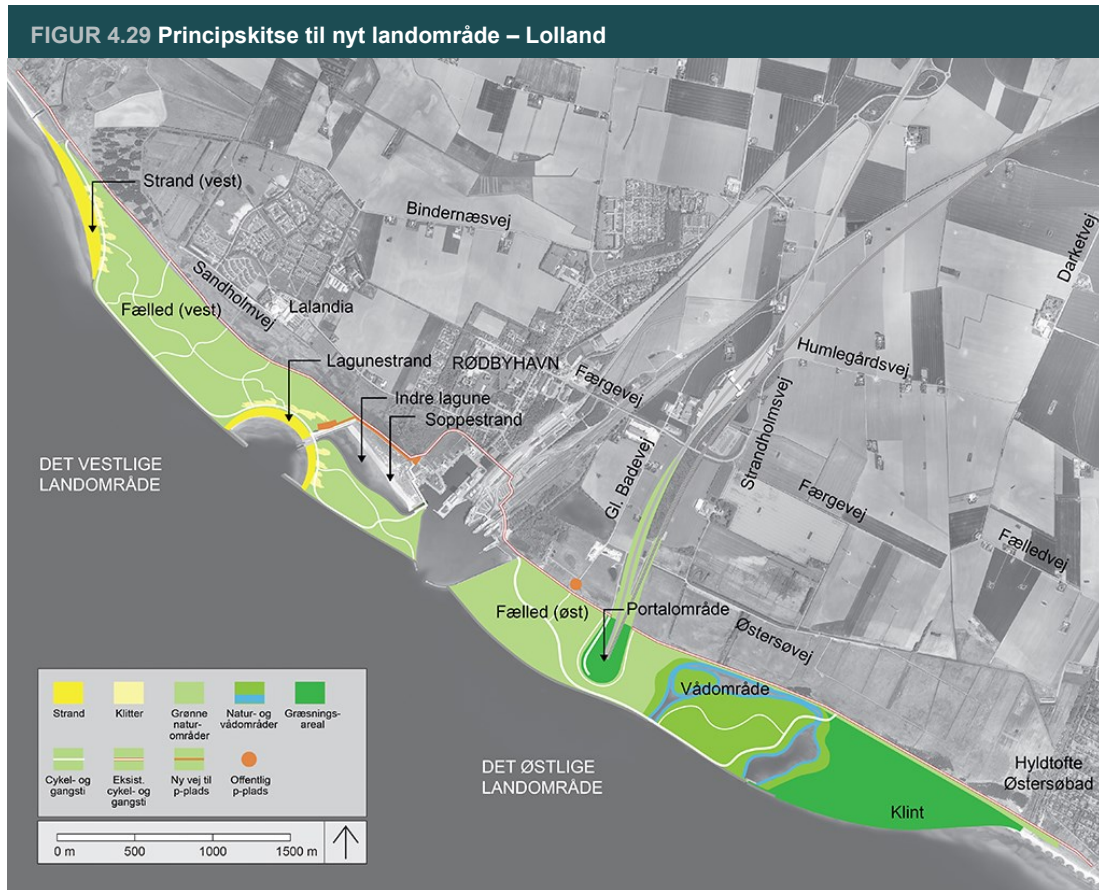 FIGUR 4.29 Principskitse til nyt landområde – Lolland
Strand (vest)
Bindernæsvej
Darketvej
Sandholmvej
Lalandia
Fælled (vest)
Lagunestrand
RØDBYHAVN
Humlegårdsvej
Færgevej
Indre lagune
Soppestrand
Strandholmsvej
Gl. Badevej
DET VESTLIGE
LANDOMRÅDE
Færgevej
Fælledvej
Fælled (øst)
Portalområde
Østersøvej
Vådområde
Hyldtofte
Østersøbad
DET ØSTLIGE
LANDOMRÅDE
Klint
Strand
Klitter
Grønne
natur-
områder
Natur- og
vådområder
Græsnings-
areal
Cykel- og
gangsti
Eksist.
cykel- og
gangsti
Ny vej til
p-plads
Offentlig
p-plads
0 m 500 1000 1500 m